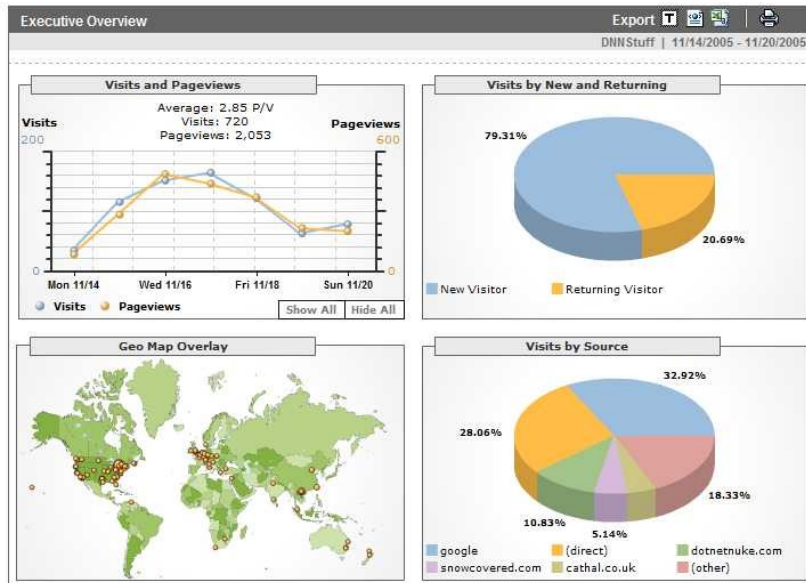 Executive Overview
Export T
DNNStuff | 11/14/2005 - 11/20/2005
Visits and Pageviews
Average: 2.85 P/V
Visits: 720
Pageviews: 2,053
Visits
200
Pageviews
600
0
0
Mon 11/14
Wed 11/16
Fri 11/18
Sun 11/20
Visits
Pageviews
Show All
Hide All
Visits by New and Returning
79.31%
20.69%
New Visitor
Returning Visitor
Geo Map Overlay
Visits by Source
32.92%
28.06%
18.33%
10.83%
5.14%
google
(direct)
dotnetnuke.com
snowcovered.com
cathal.co.uk
(other)